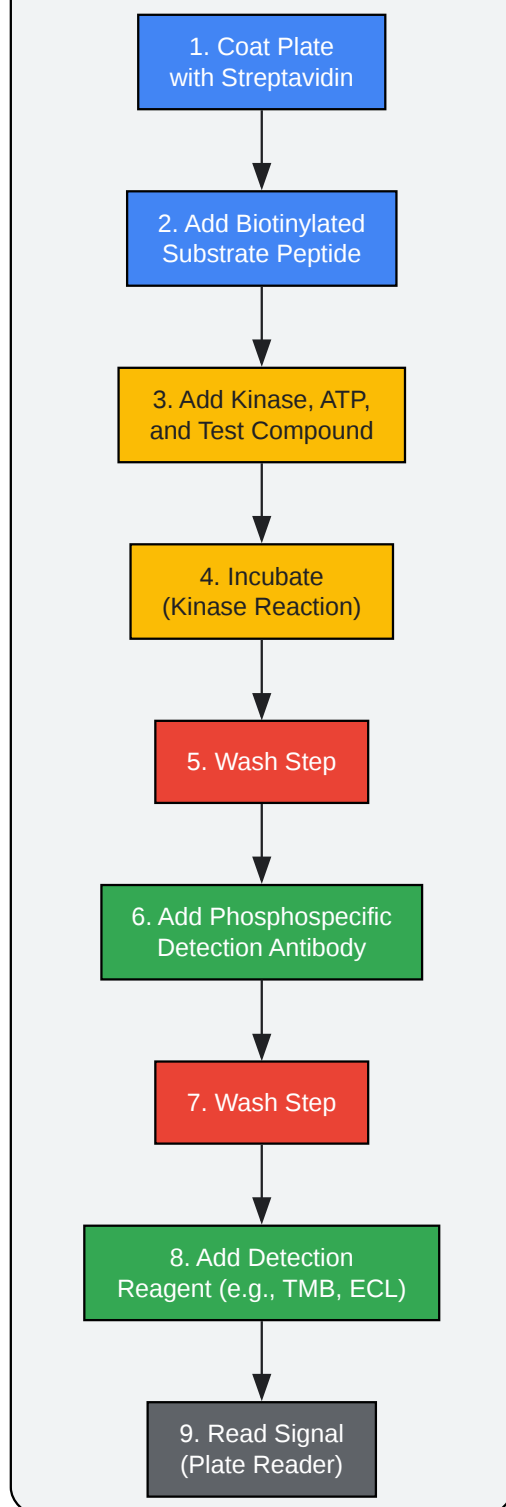 1. Coat Plate
with Streptavidin
2. Add Biotinylated
Substrate Peptide
3. Add Kinase, ATP,
and Test Compound
4. Incubate
(Kinase Reaction)
5. Wash Step
6. Add Phosphospecific
Detection Antibody
7. Wash Step
8. Add Detection
Reagent (e.g., TMB, ECL)
9. Read Signal
(Plate Reader)